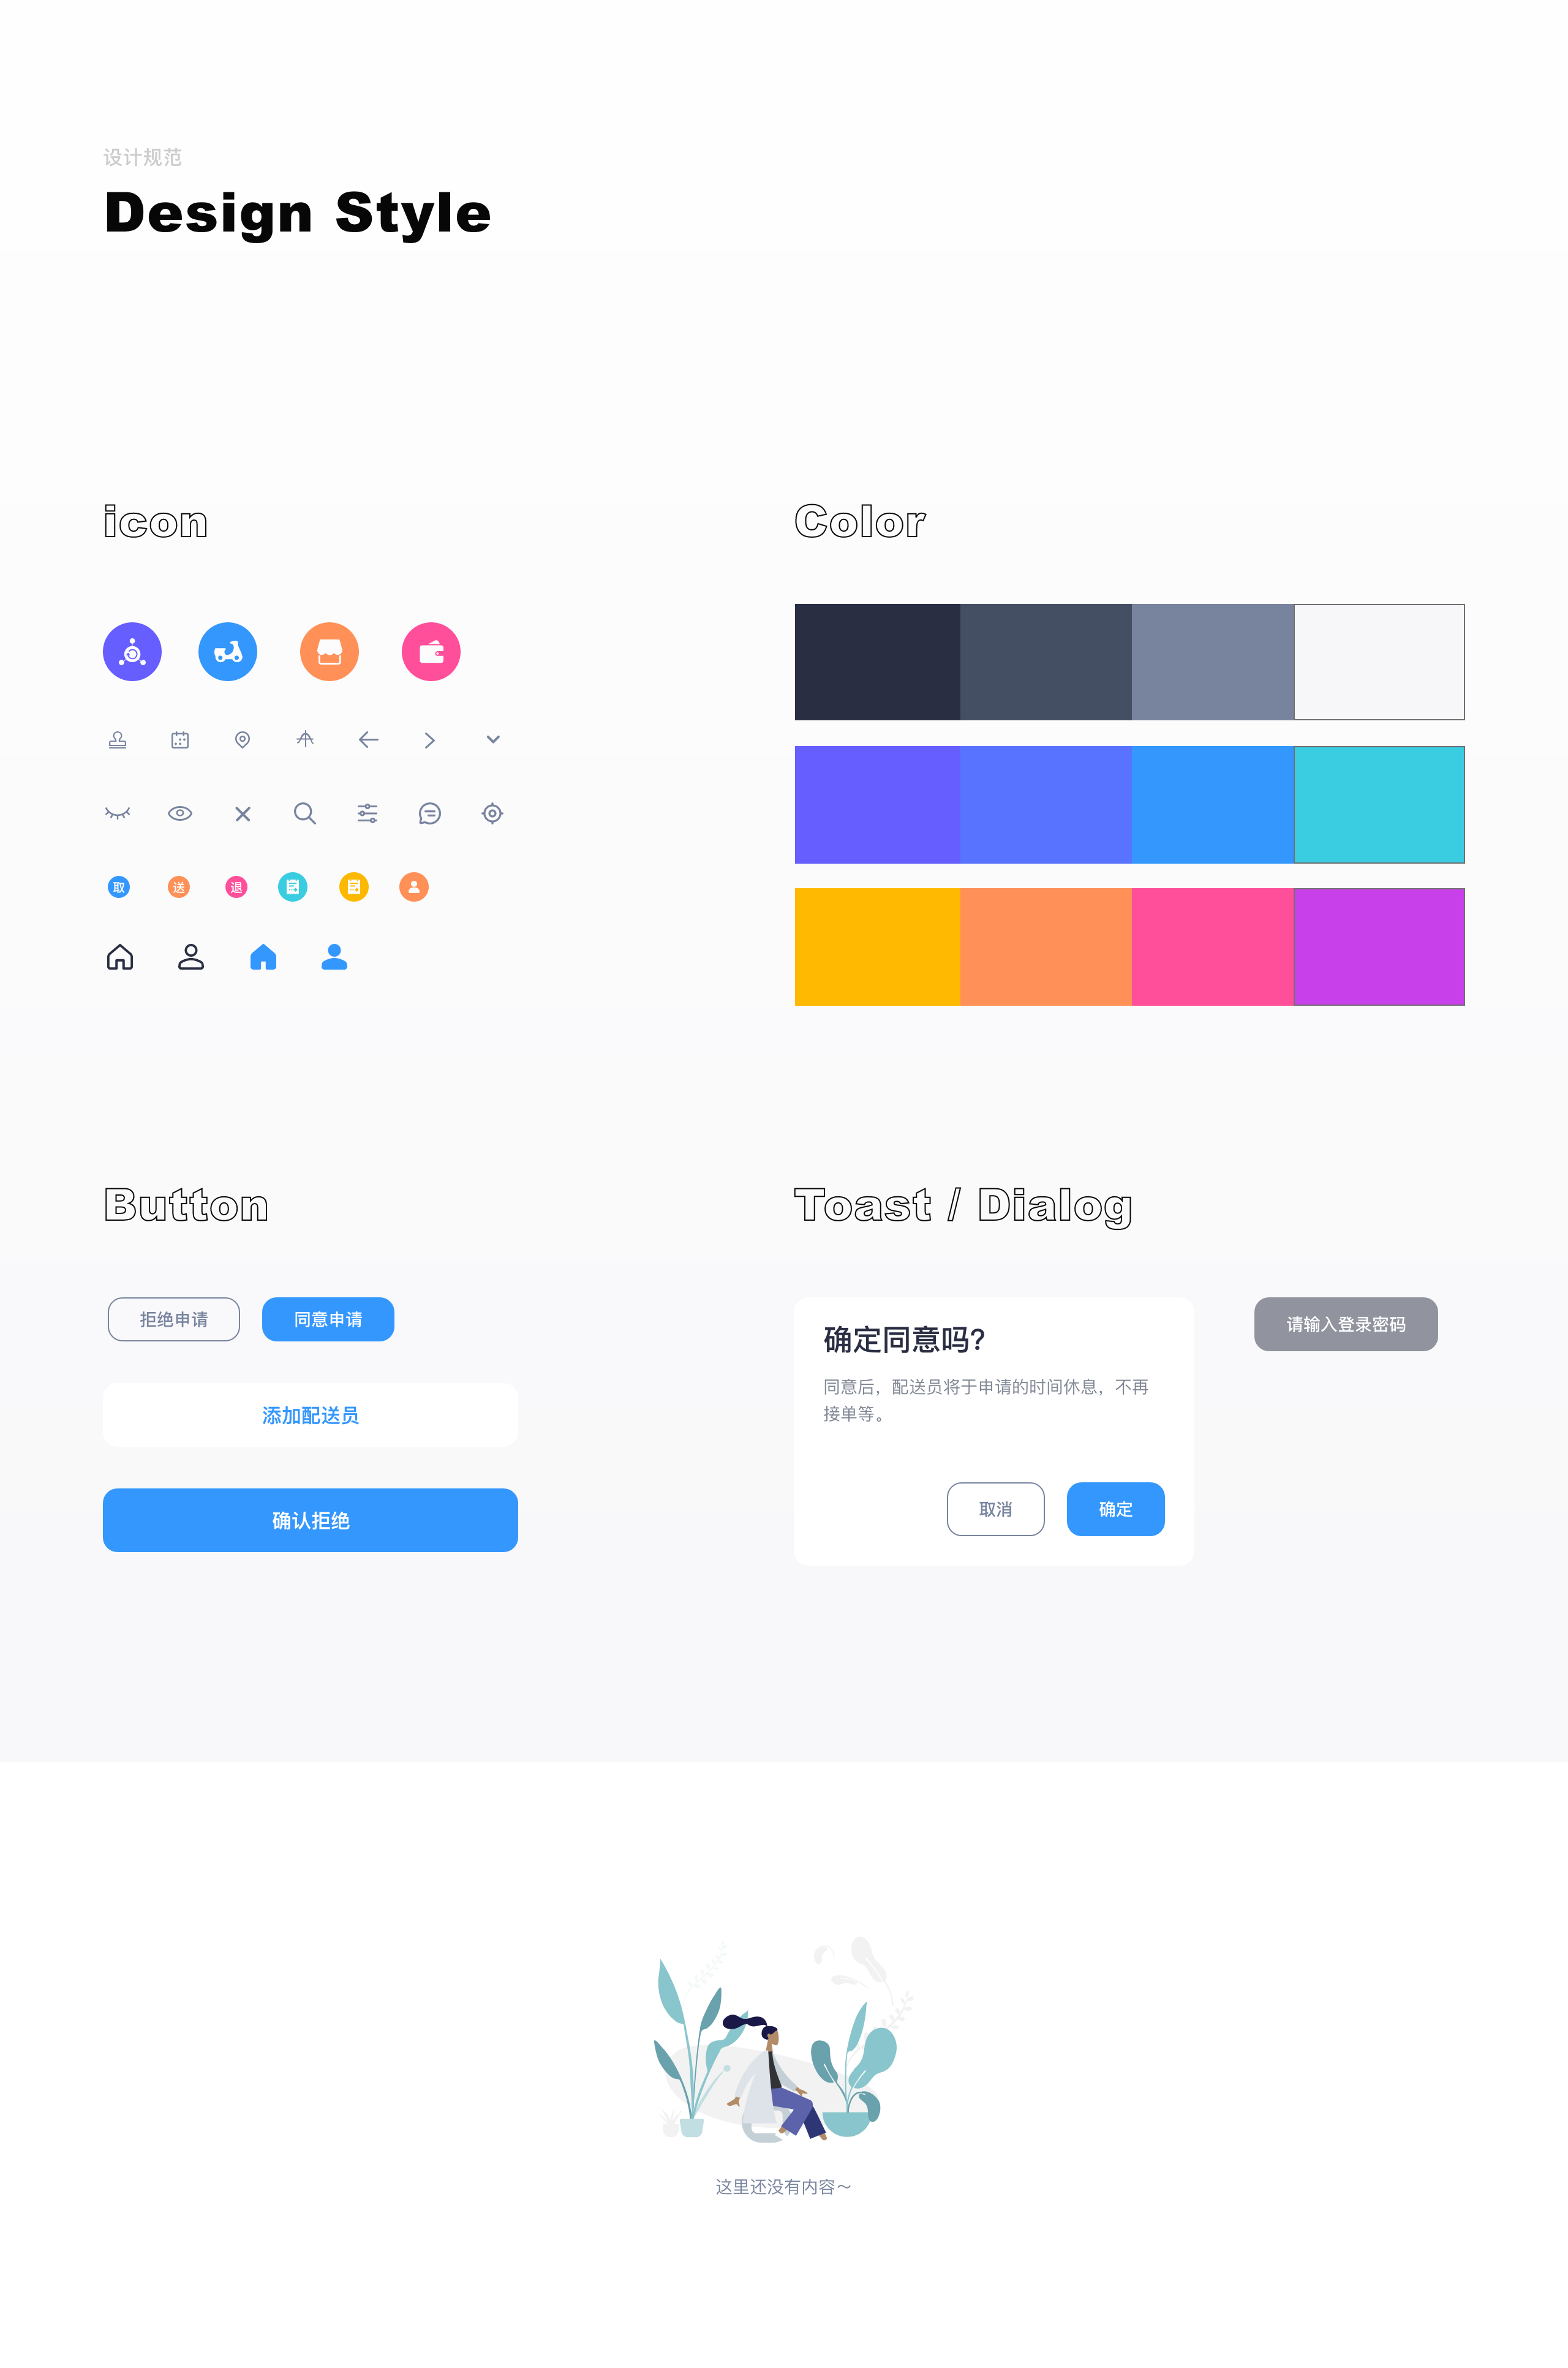 设计规范
Design Style
icon
取 送 退
Color
Button
拒绝申请 同意申请
添加配送员
确认拒绝
Toast / Dialog
确定同意吗?
同意后，配送员将于申请的时间休息，不再
接单等。
取消 确定
请输入登录密码
这里还没有内容～